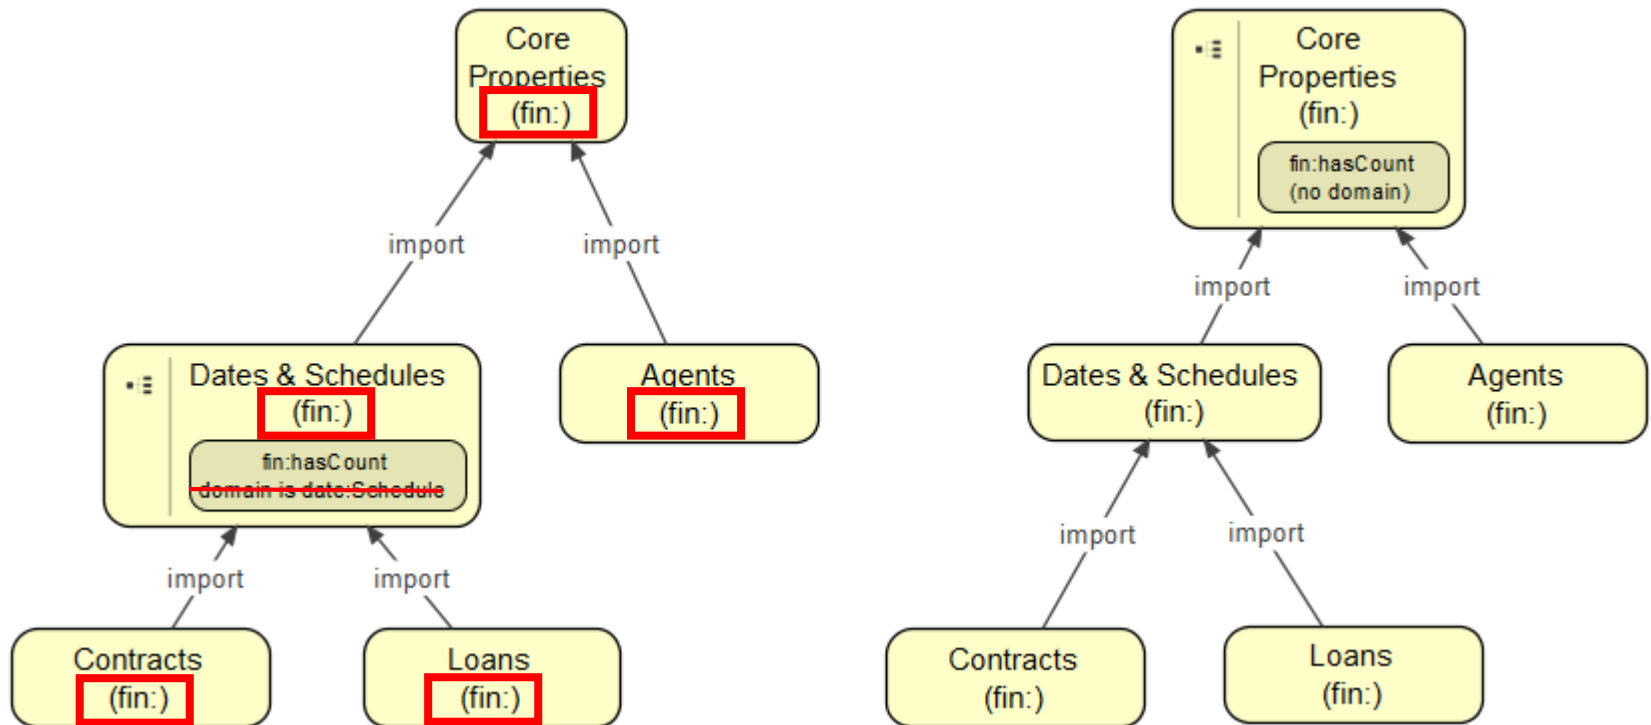 Core
Properties
(fin:)
import
import
Dates & Schedules
(fin:)
fin:hasCount
domain is date:Schedule
Agents
(fin:)
import
import
Contracts
(fin:)
Loans
(fin:)
Core
Properties
(fin:)
fin:hasCount
(no domain)
import
import
Dates & Schedules
(fin:)
Agents
(fin:)
import
import
Contracts
(fin:)
Loans
(fin:)